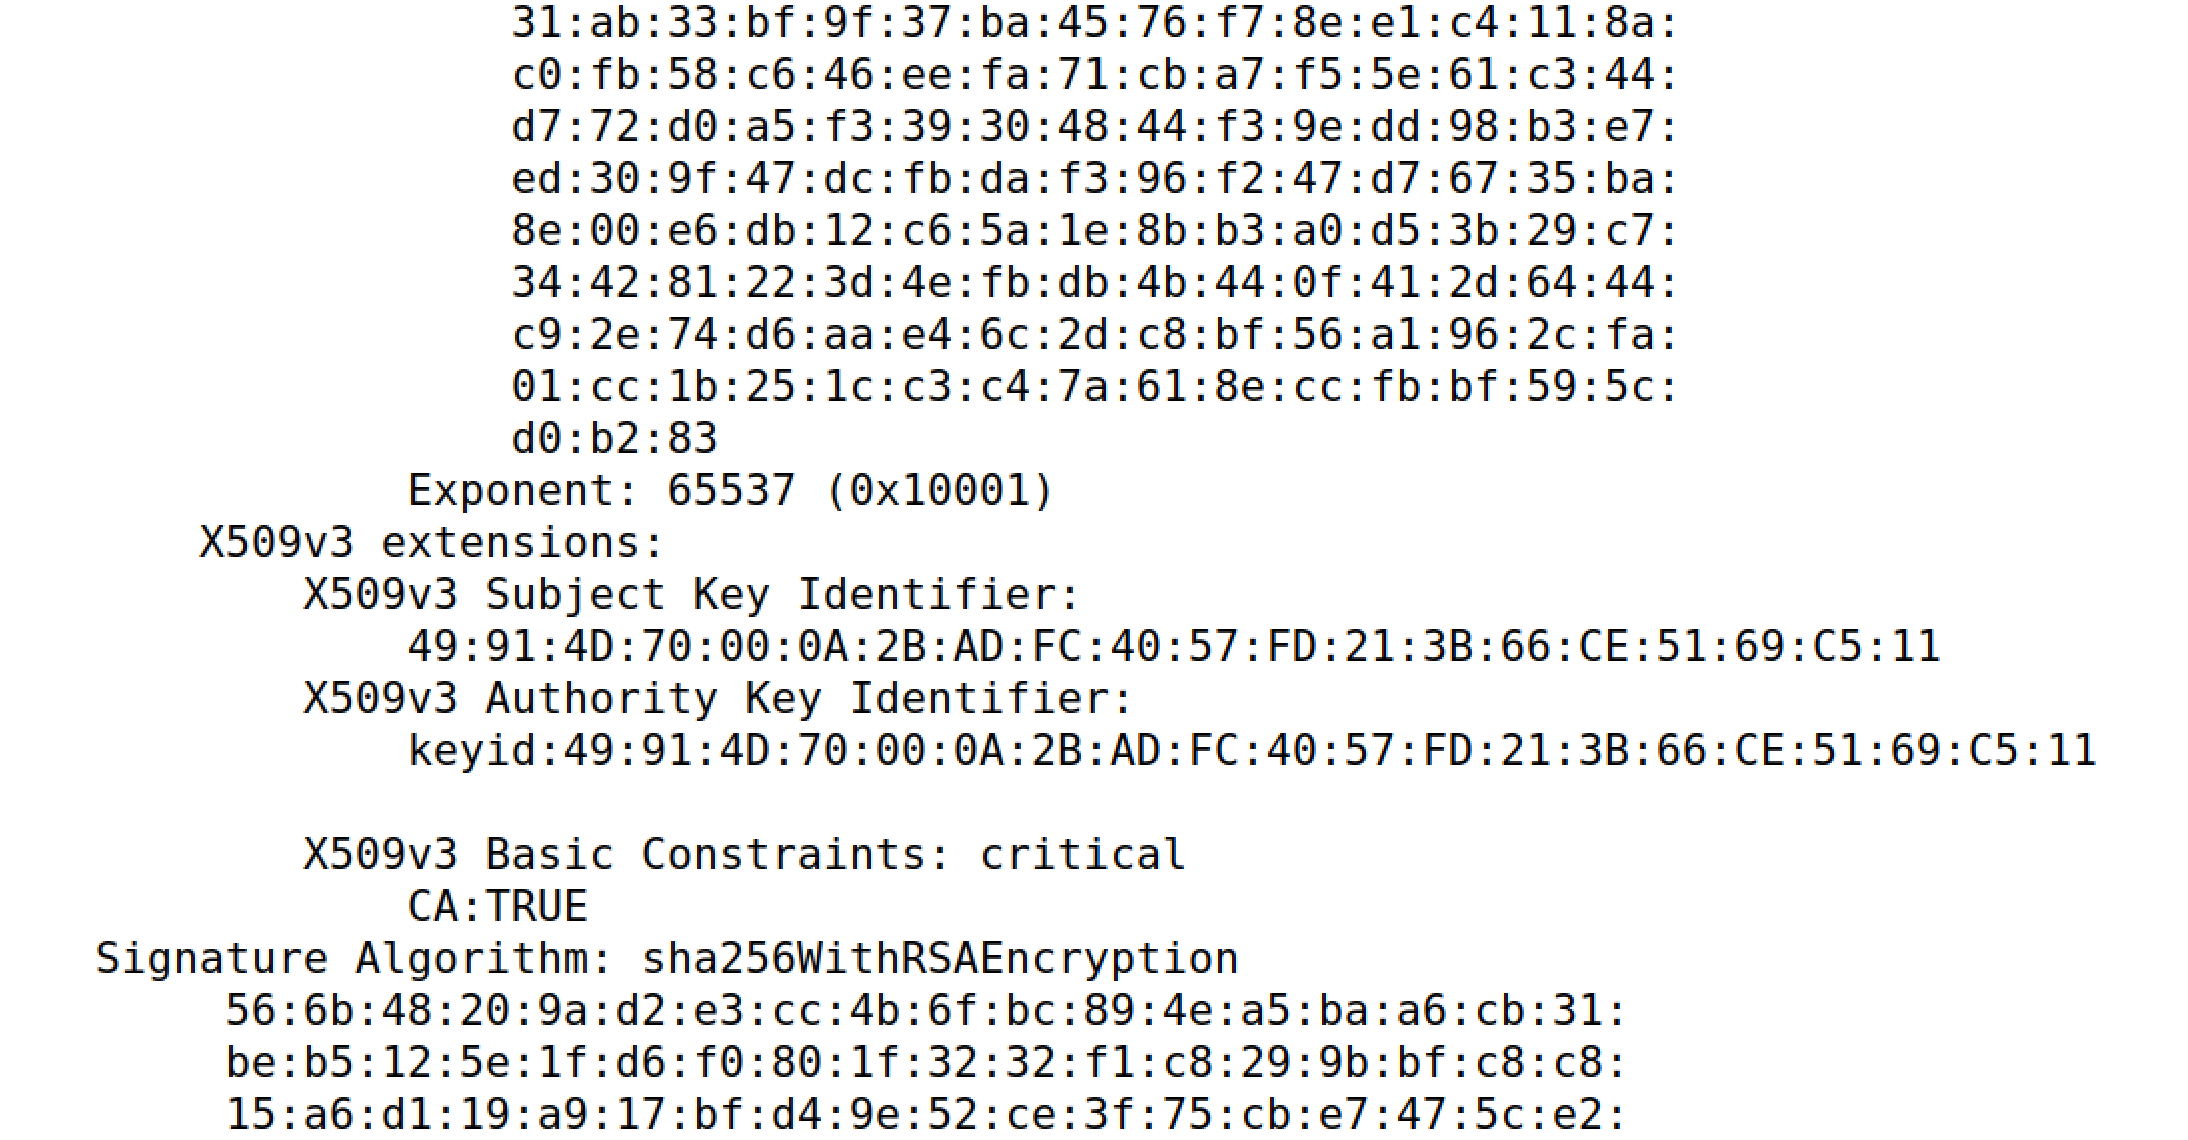 31:ab:33:bf:9f:37:ba:45:76:f7:8e:e1:c4:11:8a:
c0:fb:58:c6:46:ee:fa:71:cb:a7:f5:5e:61:c3:44:
d7:72:d0:a5:f3:39:30:48:44:f3:9e:dd:98:b3:e7:
ed:30:9f:47:dc:fb:da:f3:96:f2:47:d7:67:35:ba:
8e:00:e6:db:12:c6:5a:1e:8b:b3:a0:d5:3b:29:c7:
34:42:81:22:3d:4e:fb:db:4b:44:0f:41:2d:64:44:
c9:2e:74:d6:aa:e4:6c:2d:c8:bf:56:a1:96:2c:fa:
01:cc:1b:25:1c:c3:c4:7a:61:8e:cc:fb:bf:59:5c:
d0:b2:83
Exponent: 65537 (0x10001)
X509v3 extensions:
X509v3 Subject Key Identifier:
49:91:4D:70:00:0A:2B:AD:FC:40:57:FD:21:3B:66:CE:51:69:C5:11
X509v3 Authority Key Identifier:
keyid:49:91:4D:70:00:0A:2B:AD:FC:40:57:FD:21:3B:66:CE:51:69:C5:11
X509v3 Basic Constraints: critical
CA:TRUE
Signature Algorithm: sha256WithRSAEncryption
56:6b:48:20:9a:d2:e3:cc:4b:6f:bc:89:4e:a5:ba:a6:cb:31:
be:b5:12:5e:1f:d6:f0:80:1f:32:32:f1:c8:29:9b:bf:c8:c8:
15:a6:d1:19:a9:17:bf:d4:9e:52:ce:3f:75:cb:e7:47:5c:e2: